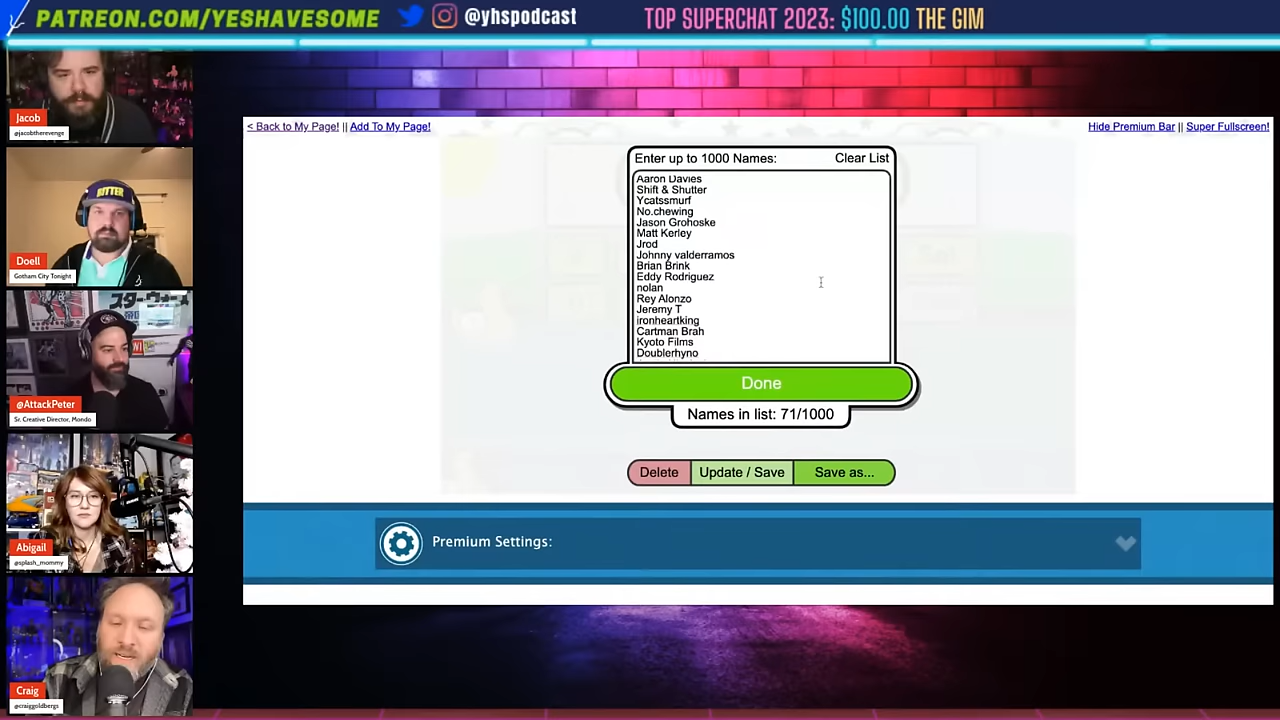 PATREON.COM/YESHAVESOME @yhspodcast TOP SUPERCHAT 2023: $100.00 THE GIM
Jacob
@jacobtherevenge
BITTER
Doell
Gotham City Tonight
@AttackPeter
Sr. Creative Director, Mondo
Abigail
@splash_mommy
Craig
@craiggoldbergs
< Back to My Page! || Add To My Page!
Hide Premium Bar || Super Fullscreen!
Enter up to 1000 Names: Clear List
Aaron Davies
Shift & Shutter
Ycatssmurf
No.chewing
Jason Grohoske
Matt Kerley
Jrod
Johnny valderramos
Brian Brink
Eddy Rodriguez
nolan
Rey Alonzo
Jeremy T
ironheartking
Cartman Brah
Kyoto Films
Doublerhyno
Done
Names in list: 71/1000
Delete Update / Save Save as...
Premium Settings: